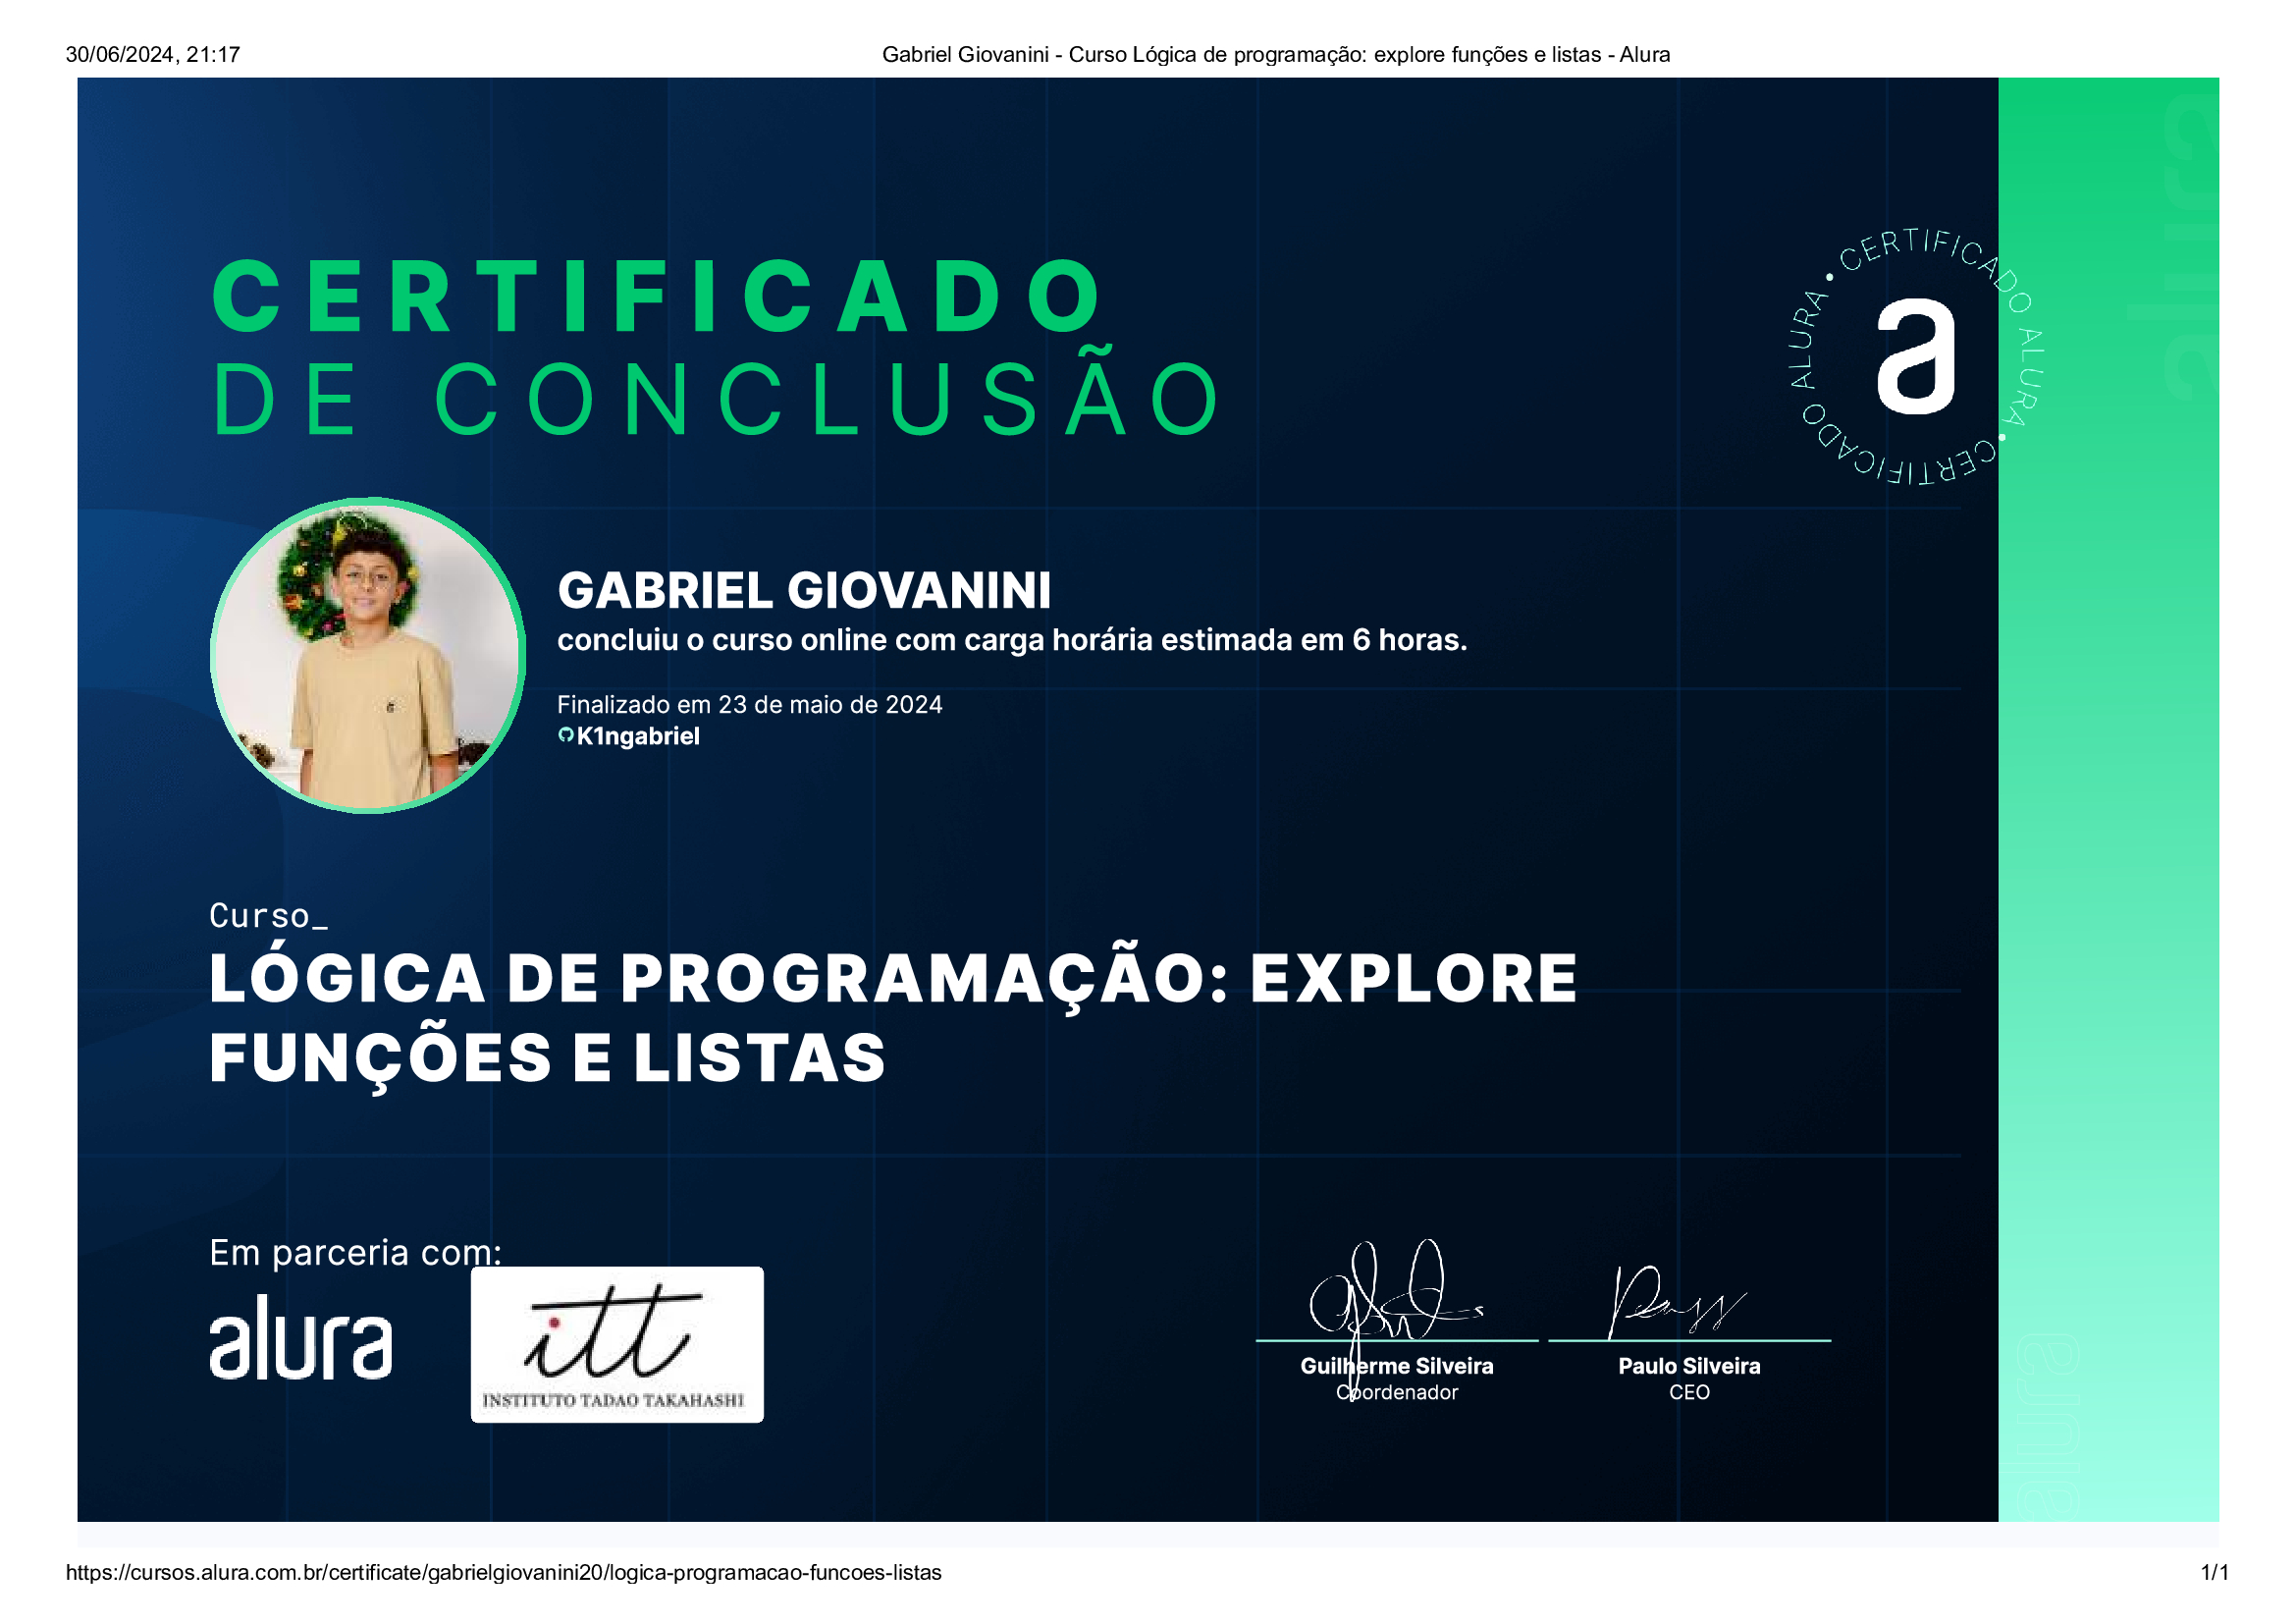 30/06/2024, 21:17
Gabriel Giovanini - Curso Lógica de programação: explore funções e listas - Alura
alura
CERTIFICADO
DE CONCLUSÃO
CERTIFICADO ALURA • CERTIFICADO ALURA •
a
GABRIEL GIOVANINI
concluiu o curso online com carga horária estimada em 6 horas.
Finalizado em 23 de maio de 2024
K1ngabriel
Curso_
LÓGICA DE PROGRAMAÇÃO: EXPLORE
FUNÇÕES E LISTAS
Em parceria com:
alura
itt
INSTITUTO TADAO TAKAHASHI
Guilherme Silveira
Coordenador
Paulo Silveira
CEO
alura
https://cursos.alura.com.br/certificate/gabrielgiovanini20/logica-programacao-funcoes-listas
1/1